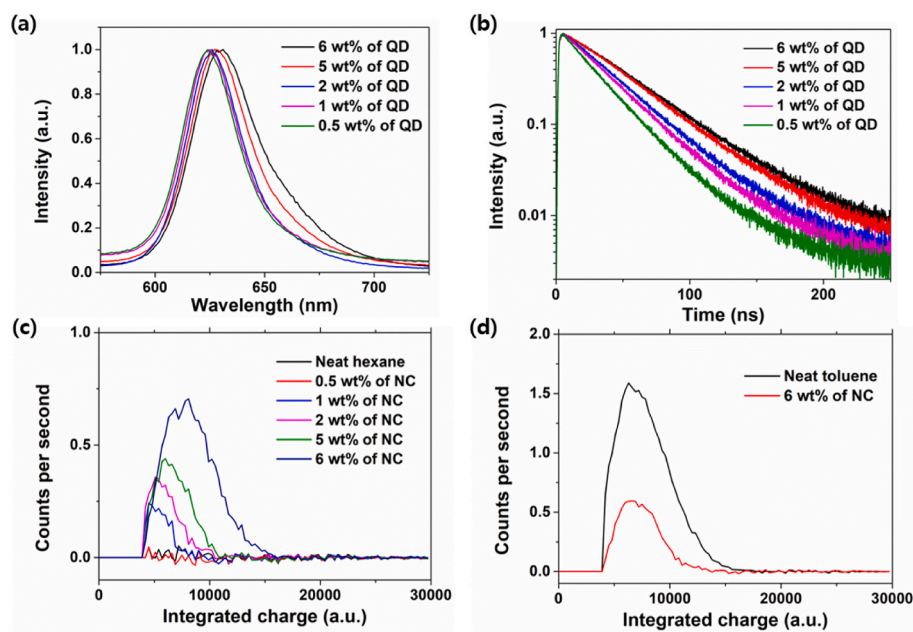 (a)
1.0
0.8
0.6
0.4
0.2
0.0
Intensity (a.u.)
6 wt% of QD
5 wt% of QD
2 wt% of QD
1 wt% of QD
0.5 wt% of QD
600
650
700
Wavelength (nm)
(b)
1
0.1
0.01
Intensity (a.u.)
6 wt% of QD
5 wt% of QD
2 wt% of QD
1 wt% of QD
0.5 wt% of QD
0
100
200
Time (ns)
(c)
1.0
0.5
0.0
Counts per second
Neat hexane
0.5 wt% of NC
1 wt% of NC
2 wt% of NC
5 wt% of NC
6 wt% of NC
0
10000
20000
30000
Integrated charge (a.u.)
(d)
2.0
1.5
1.0
0.5
0.0
Counts per second
Neat toluene
6 wt% of NC
0
10000
20000
30000
Integrated charge (a.u.)